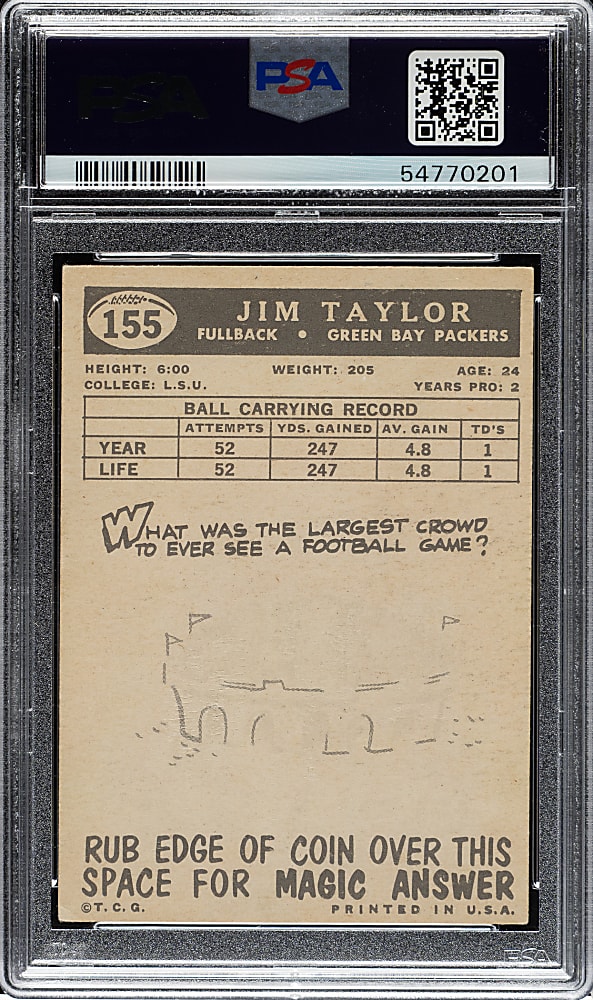 PSA
PSA
54770201
155
JIM TAYLOR
FULLBACK • GREEN BAY PACKERS
HEIGHT: 6:00 WEIGHT: 205 AGE: 24
COLLEGE: L.S.U. YEARS PRO: 2
BALL CARRYING RECORD
ATTEMPTS YDS. GAINED AV. GAIN TD'S
YEAR 52 247 4.8 1
LIFE 52 247 4.8 1
WHAT WAS THE LARGEST CROWD
TO EVER SEE A FOOTBALL GAME?
RUB EDGE OF COIN OVER THIS
SPACE FOR MAGIC ANSWER
©T.C.G. PRINTED IN U.S.A.
PSA